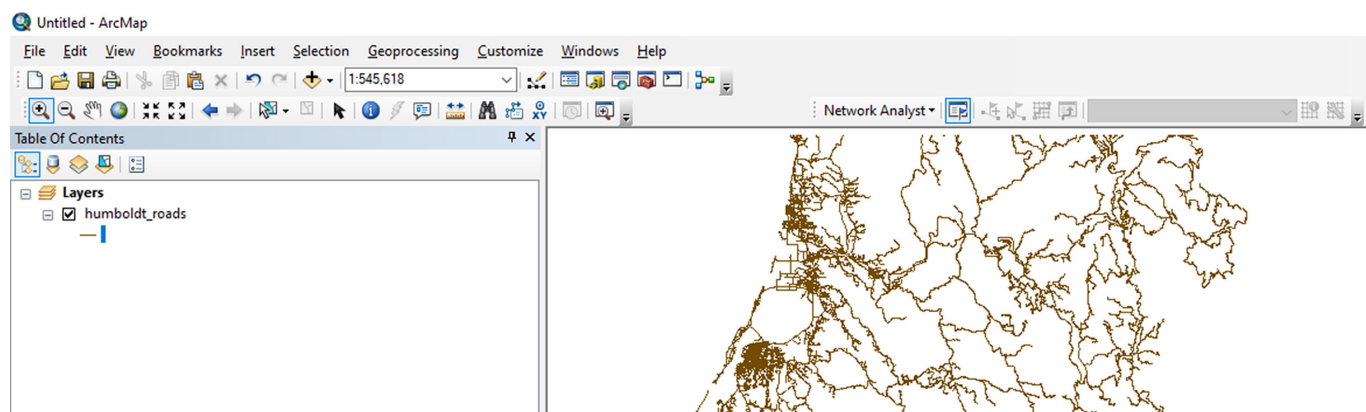 Untitled - ArcMap
File Edit View Bookmarks Insert Selection Geoprocessing Customize Windows Help
1:545,618
XY Network Analyst
Table Of Contents
Layers
humboldt_roads